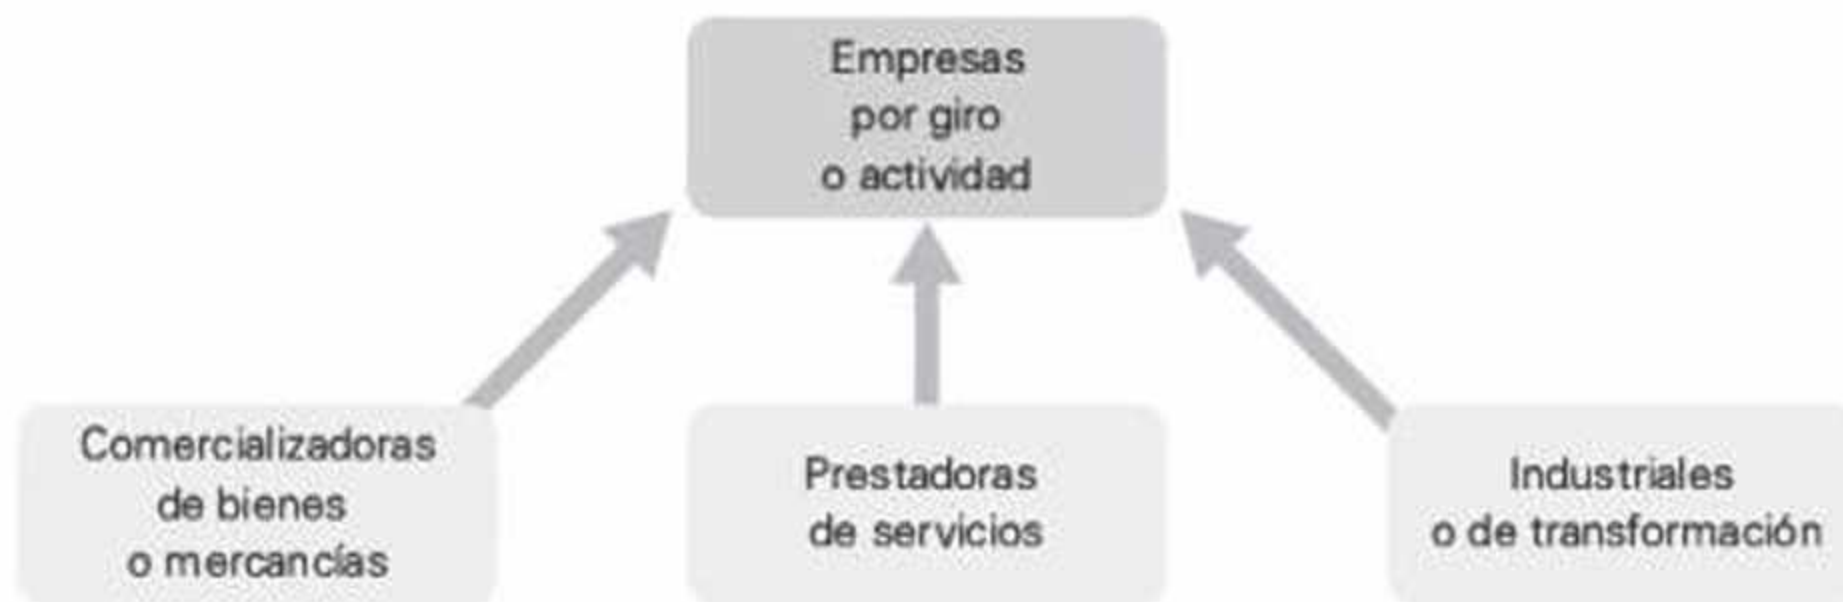 Empresas
por giro
o actividad
Comercializadoras
de bienes
o mercancías
Prestadoras
de servicios
Industriales
o de transformación